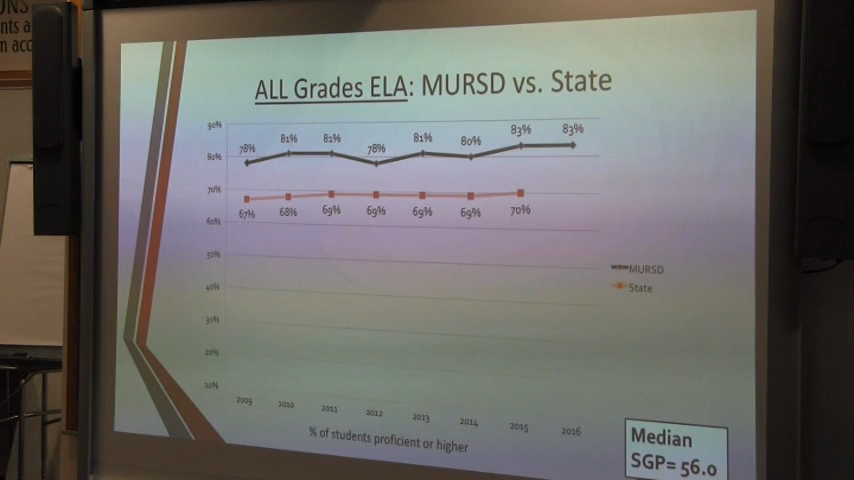 ALL Grades ELA: MURSD vs. State
90%
80%
70%
60%
50%
40%
30%
20%
10%
78% 81% 81% 78% 81% 80% 83% 83%
67% 68% 69% 69% 69% 69% 70%
MURSD
State
2009 2010 2011 2012 2013 2014 2015 2016
% of students proficient or higher
Median
SGP= 56.0